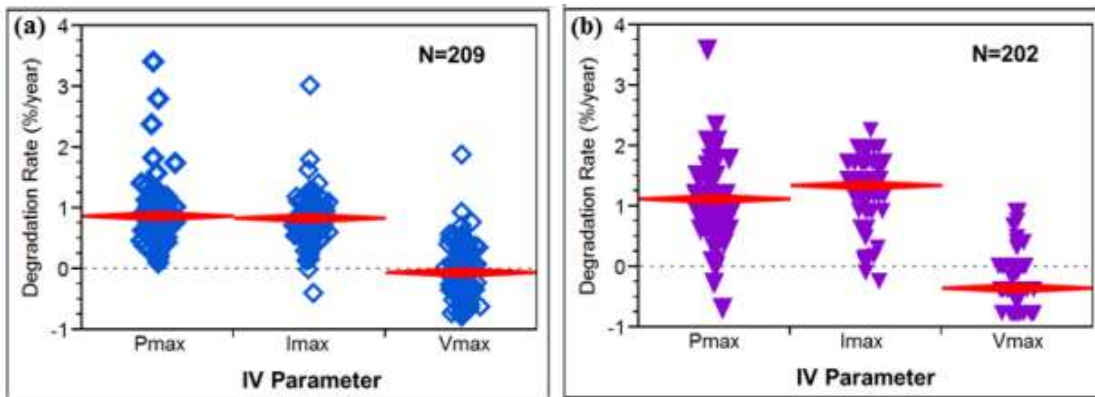 (a)
N=209
Degradation Rate (%/year)
4
3
2
1
0
-1
Pmax Imax Vmax
IV Parameter
(b)
N=202
Degradation Rate (%/year)
4
3
2
1
0
-1
Pmax Imax Vmax
IV Parameter